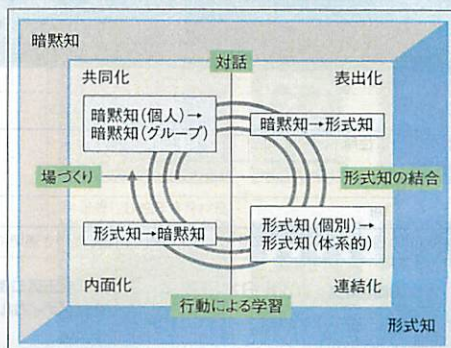 暗黙知
対話
共同化
表出化
暗黙知(個人)→
暗黙知(グループ)
暗黙知→形式知
場づくり
形式知の結合
形式知→暗黙知
形式知(個別)→
形式知(体系的)
内面化
連結化
行動による学習
形式知